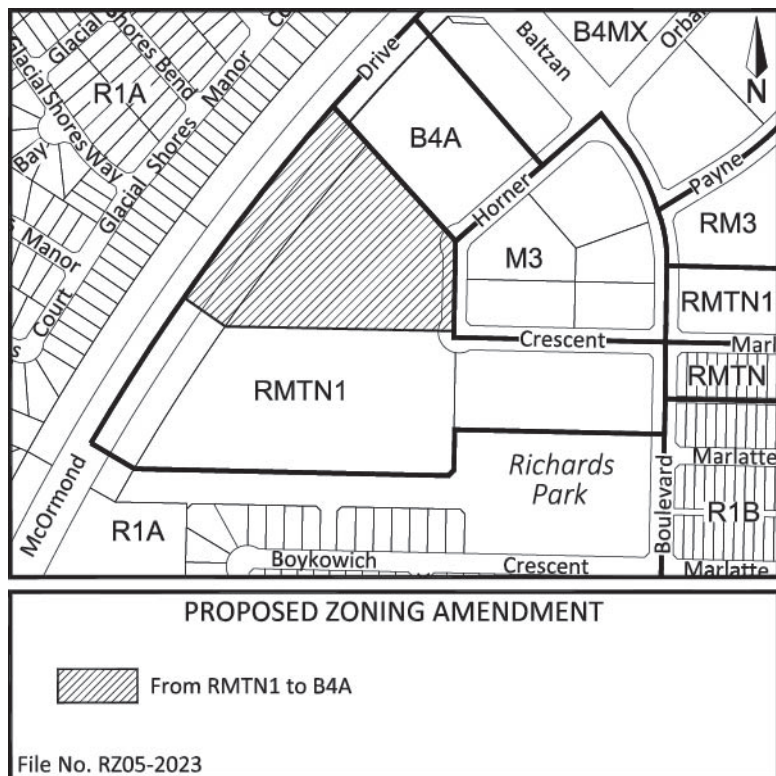 Glacial
Shores Bend
Glacial Shores Way
R1A
Bay
Glacial Shores Manor
Manor
Court
Drive
B4A
Baltzan
B4MX
N
Horner
Payne
RM3
M3
RMTN1
Crescent
RMTN1
RMTN
Marlatte
Richards
Park
R1B
Boulevard
McOrmond
R1A
Boykowich
Crescent
Marlatte
PROPOSED ZONING AMENDMENT
From RMTN1 to B4A
File No. RZ05-2023